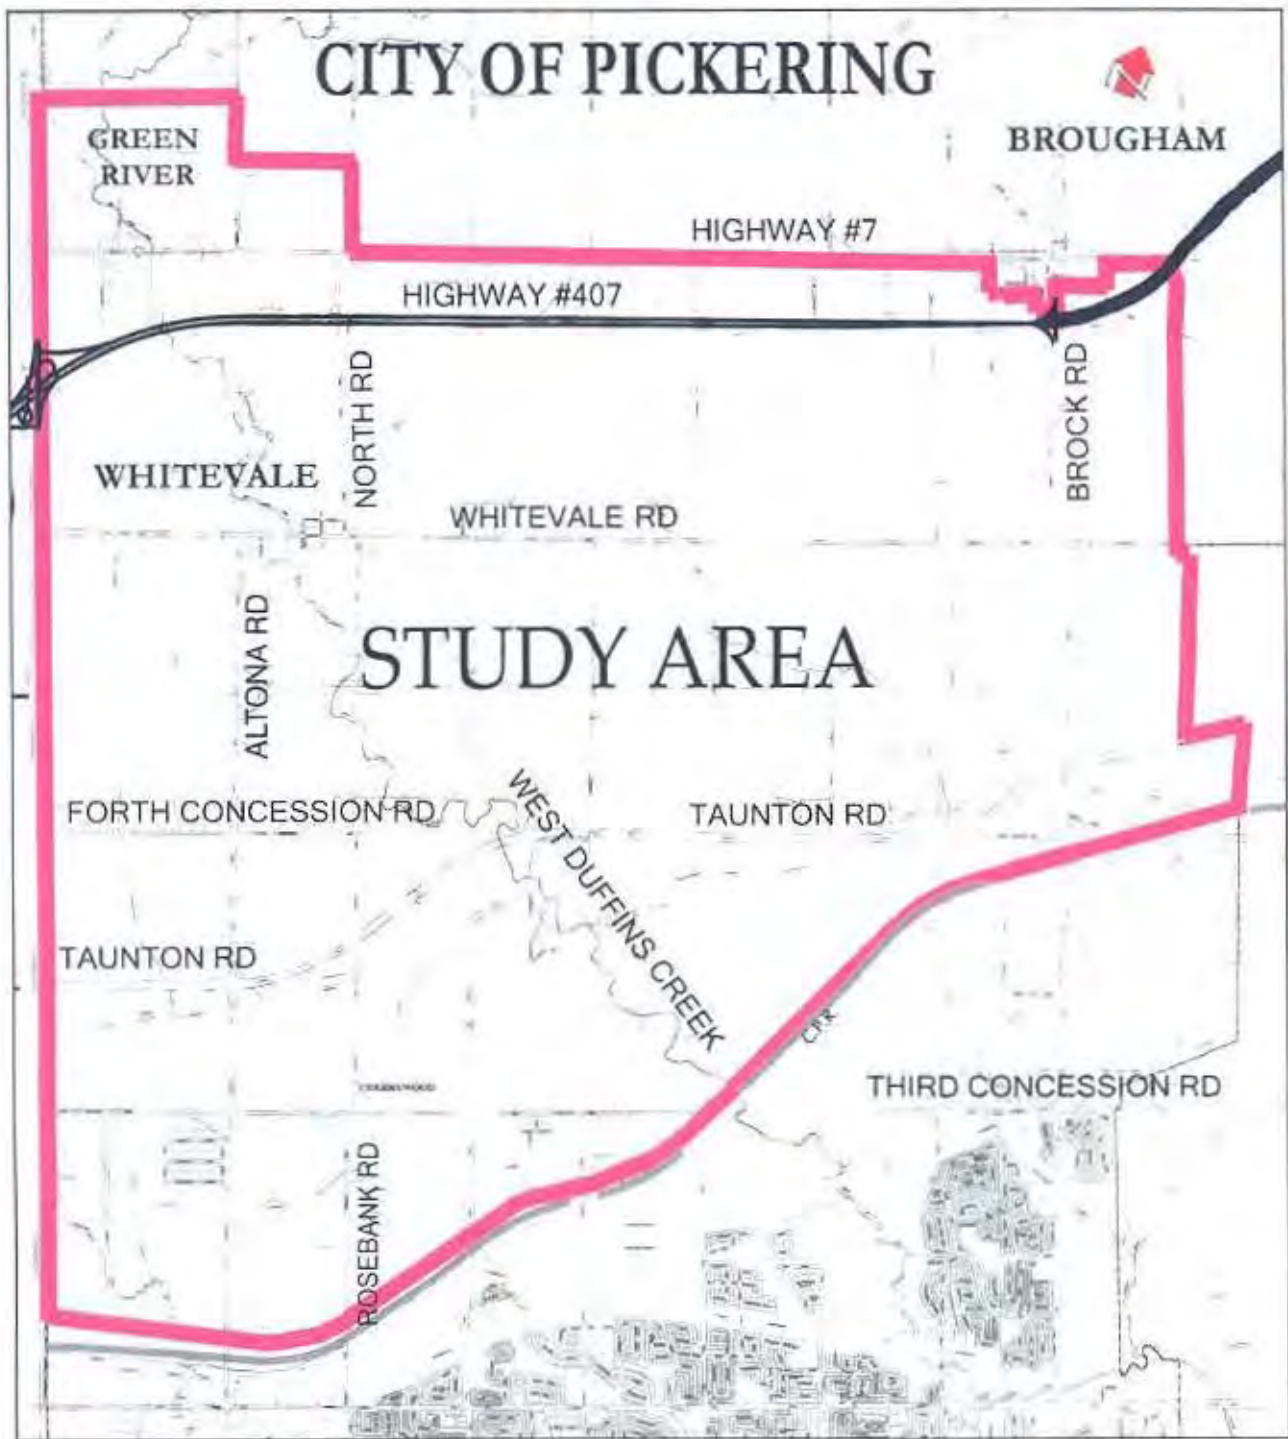 CITY OF PICKERING
GREEN
RIVER
BROUGHAM
HIGHWAY #7
HIGHWAY #407
NORTH RD
BROCK RD
WHITEVALE
WHITEVALE RD
ALTONA RD
STUDY AREA
FORTH CONCESSION RD
WEST DUFFINS CREEK
TAUNTON RD
TAUNTON RD
C.P.R.
THIRD CONCESSION RD
ROSEBANK RD